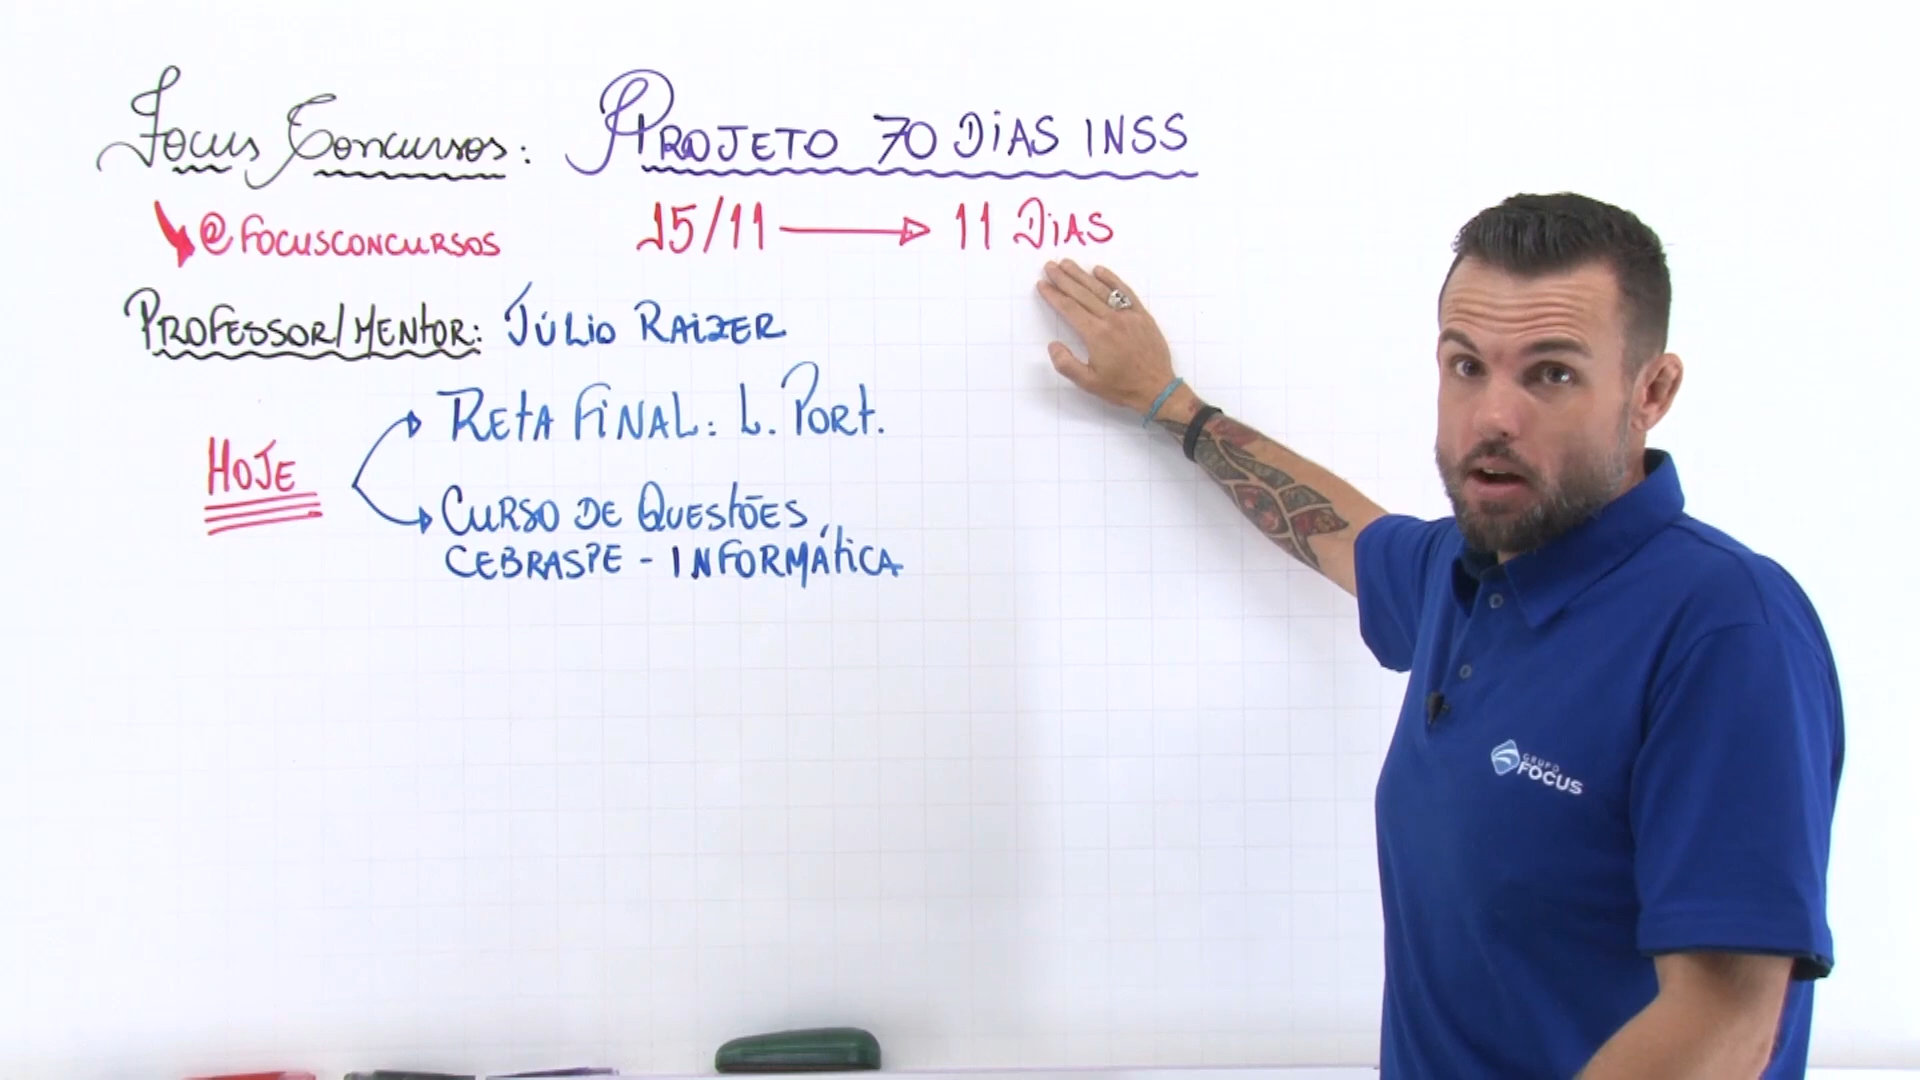 Focus Concursos: PROJETO 70 DIAS INSS
@FOCUSCONCURSOS 15/11 11 DIAS
PROFESSOR/MENTOR: JÚLIO RAIZER
HOJE
RETA FINAL: L. PORT.
CURSO DE QUESTÕES
CEBRASPE - INFORMÁTICA
GRUPO
FOCUS